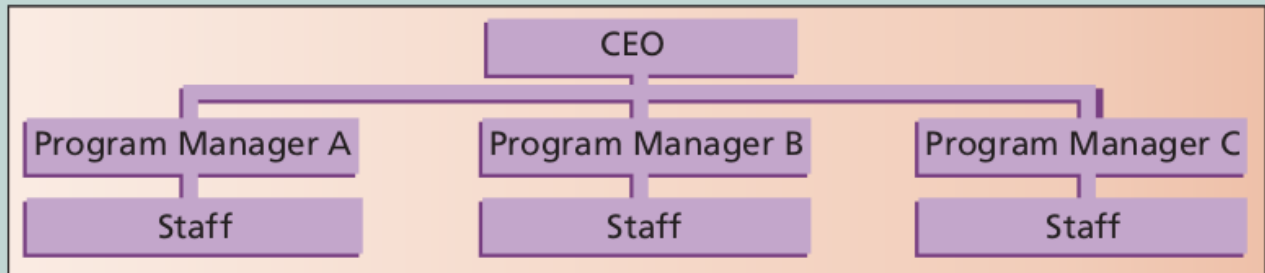 CEO
Program Manager A
Program Manager B
Program Manager C
Staff
Staff
Staff